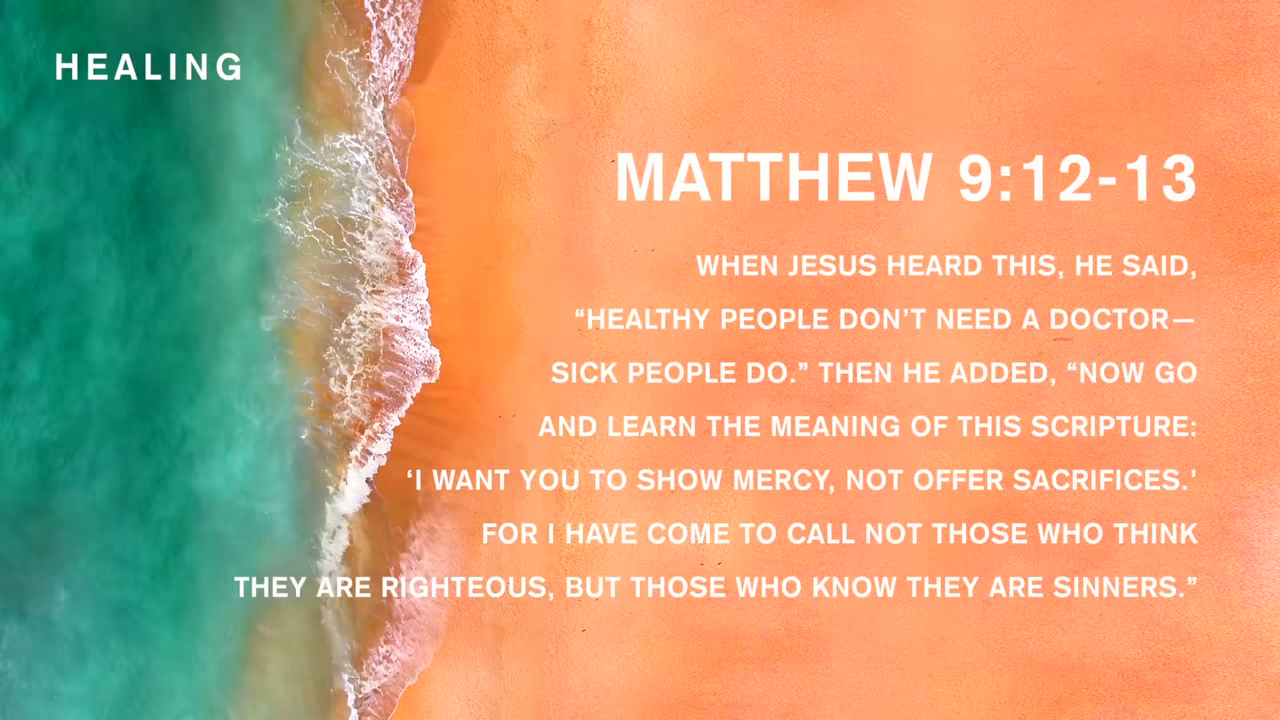 HEALING
MATTHEW 9:12-13
WHEN JESUS HEARD THIS, HE SAID,
“HEALTHY PEOPLE DON’T NEED A DOCTOR—
SICK PEOPLE DO.” THEN HE ADDED, “NOW GO
AND LEARN THE MEANING OF THIS SCRIPTURE:
‘I WANT YOU TO SHOW MERCY, NOT OFFER SACRIFICES.’
FOR I HAVE COME TO CALL NOT THOSE WHO THINK
THEY ARE RIGHTEOUS, BUT THOSE WHO KNOW THEY ARE SINNERS.”